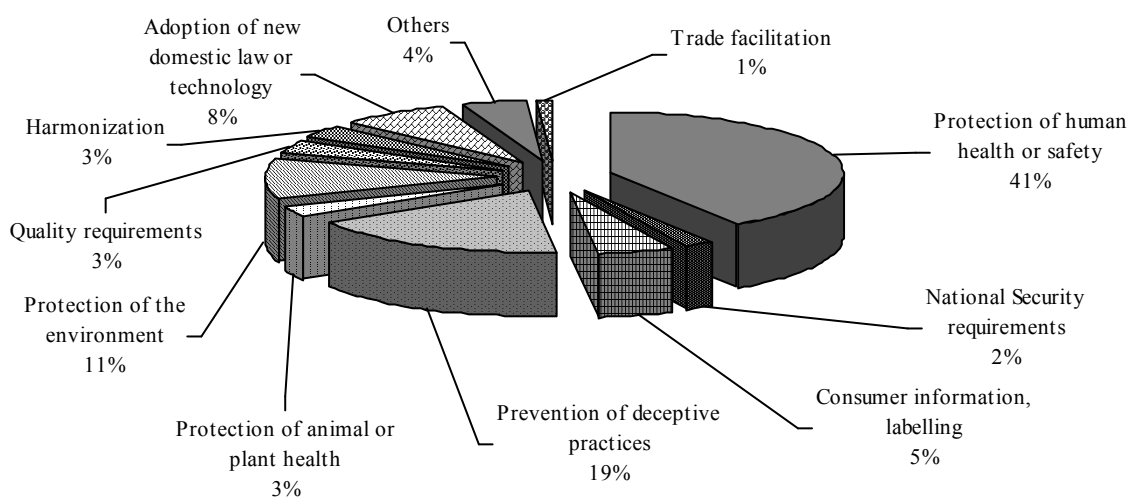 Adoption of new
domestic law or
technology
8%
Others
4%
Trade facilitation
1%
Harmonization
3%
Protection of human
health or safety
41%
Quality requirements
3%
Protection of the
environment
11%
National Security
requirements
2%
Protection of animal or
plant health
3%
Prevention of deceptive
practices
19%
Consumer information,
labelling
5%